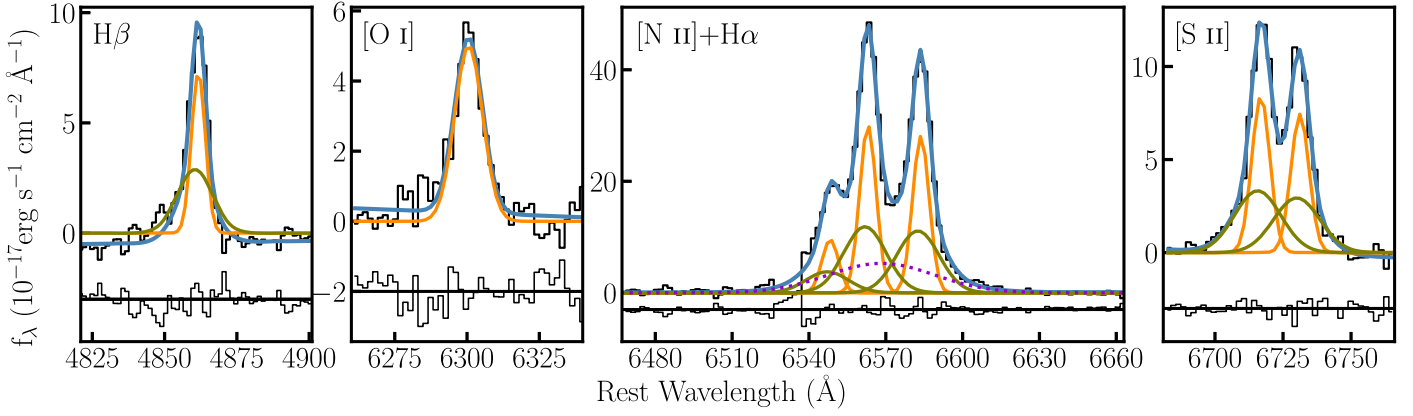 Hβ
[O I]
[N II]+Hα
[S II]
10
5
0
6
4
2
0
−2
40
20
0
10
5
0
f_λ (10⁻¹⁷erg s⁻¹ cm⁻² Å⁻¹)
4825 4850 4875 4900
6275 6300 6325
6480 6510 6540 6570 6600 6630 6660
6700 6725 6750
Rest Wavelength (Å)